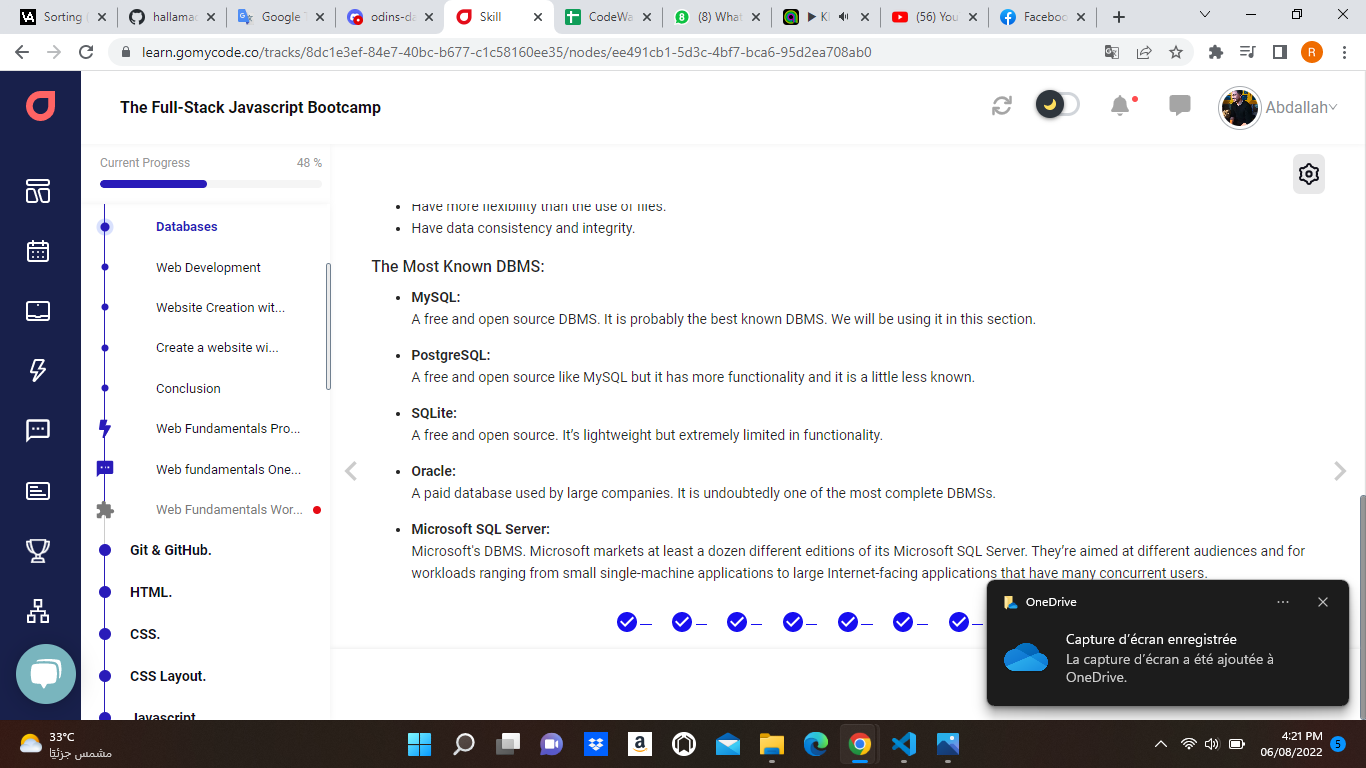 Sorting
hallamac
Google T
odins-da
Skill
CodeWa
(8) What
(56) You
Faceboo
learn.gomycode.co/tracks/8dc1e3ef-84e7-40bc-b677-c1c58160ee35/nodes/ee491cb1-5d3c-4bf7-bca6-95d2ea708ab0
R
The Full-Stack Javascript Bootcamp
Abdallah
Current Progress
48 %
Databases
Web Development
Website Creation wit...
Create a website wi...
Conclusion
Web Fundamentals Pro...
Web fundamentals One...
Web Fundamentals Wor...
Git & GitHub.
HTML.
CSS.
CSS Layout.
Javascript
Have more flexibility than the use of files.
Have data consistency and integrity.
The Most Known DBMS:
MySQL:
A free and open source DBMS. It is probably the best known DBMS. We will be using it in this section.
PostgreSQL:
A free and open source like MySQL but it has more functionality and it is a little less known.
SQLite:
A free and open source. It’s lightweight but extremely limited in functionality.
Oracle:
A paid database used by large companies. It is undoubtedly one of the most complete DBMSs.
Microsoft SQL Server:
Microsoft's DBMS. Microsoft markets at least a dozen different editions of its Microsoft SQL Server. They’re aimed at different audiences and for
workloads ranging from small single-machine applications to large Internet-facing applications that have many concurrent users.
OneDrive
Capture d’écran enregistrée
La capture d’écran a été ajoutée à
OneDrive.
33°C
مشمس جزئيًا
4:21 PM
06/08/2022
5